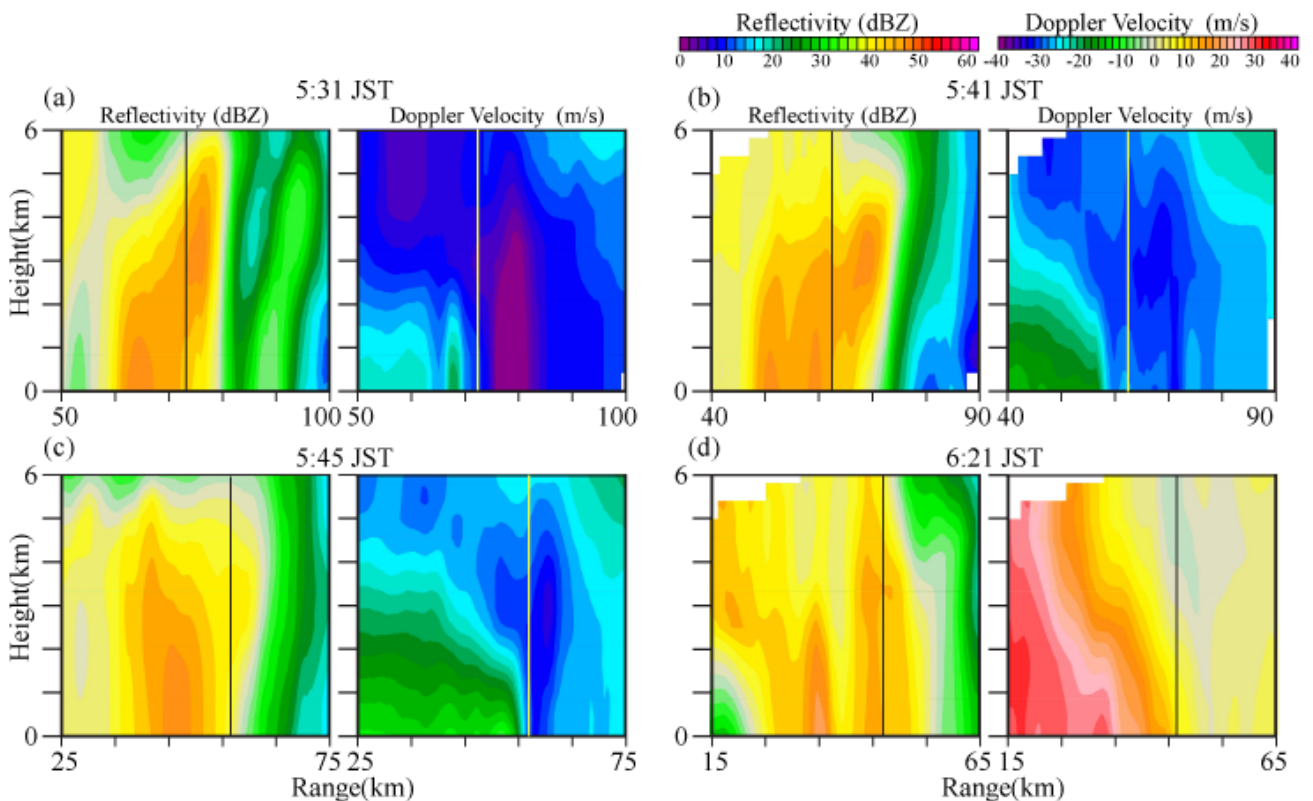 Reflectivity (dBZ) Doppler Velocity (m/s)
0 10 20 30 40 50 60 -40 -30 -20 -10 0 10 20 30 40
(a) 5:31 JST
Reflectivity (dBZ) Doppler Velocity (m/s)
6
Height(km)
0
50 100 50 100
(b) 5:41 JST
Reflectivity (dBZ) Doppler Velocity (m/s)
6
0
40 90 40 90
(c) 5:45 JST
6
Height(km)
0
25 75 25 75
Range(km)
(d) 6:21 JST
6
0
15 65 15 65
Range(km)